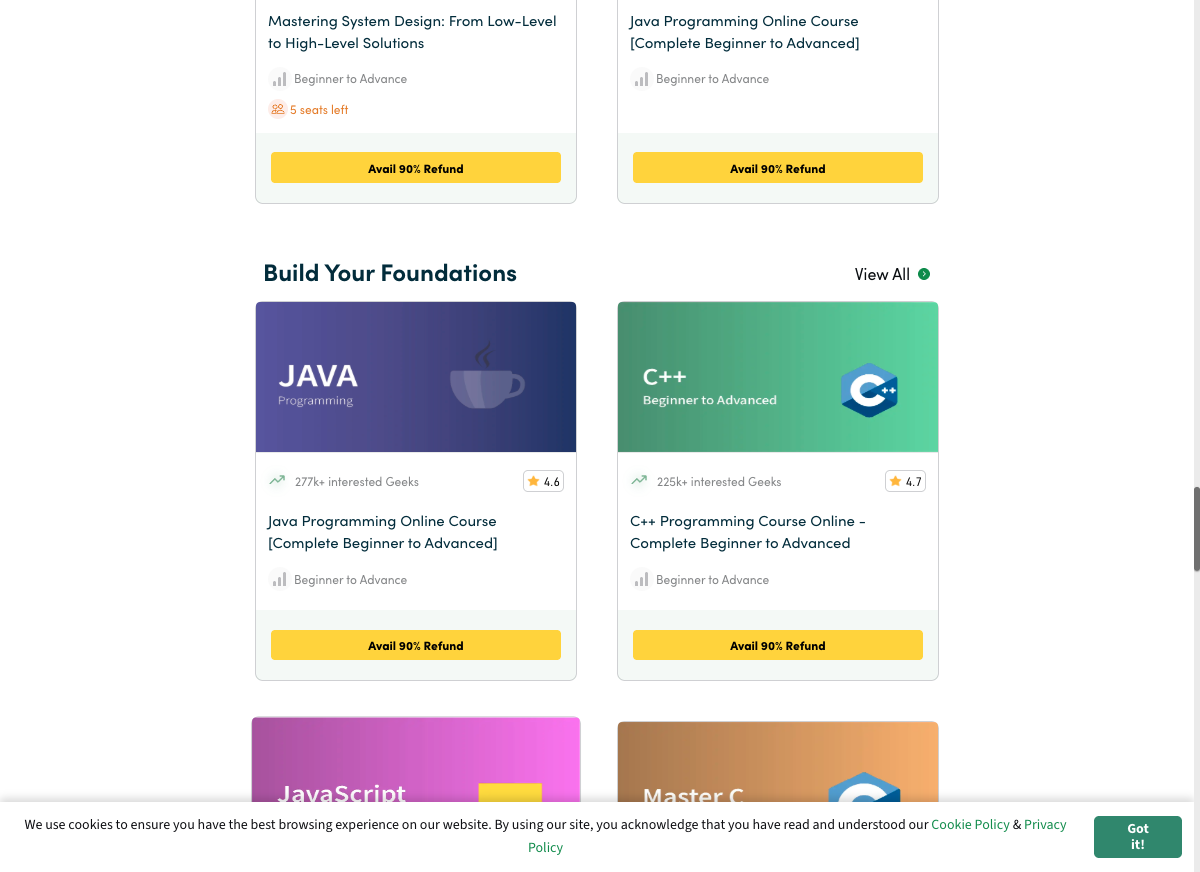 Mastering System Design: From Low-Level
to High-Level Solutions
Beginner to Advance
5 seats left
Avail 90% Refund
Java Programming Online Course
[Complete Beginner to Advanced]
Beginner to Advance
Avail 90% Refund
Build Your Foundations
View All
JAVA
Programming
277k+ interested Geeks
4.6
Java Programming Online Course
[Complete Beginner to Advanced]
Beginner to Advance
Avail 90% Refund
C++
Beginner to Advanced
C++
225k+ interested Geeks
4.7
C++ Programming Course Online -
Complete Beginner to Advanced
Beginner to Advance
Avail 90% Refund
JavaScript
Master C
We use cookies to ensure you have the best browsing experience on our website. By using our site, you acknowledge that you have read and understood our Cookie Policy & Privacy
Policy
Got
it!